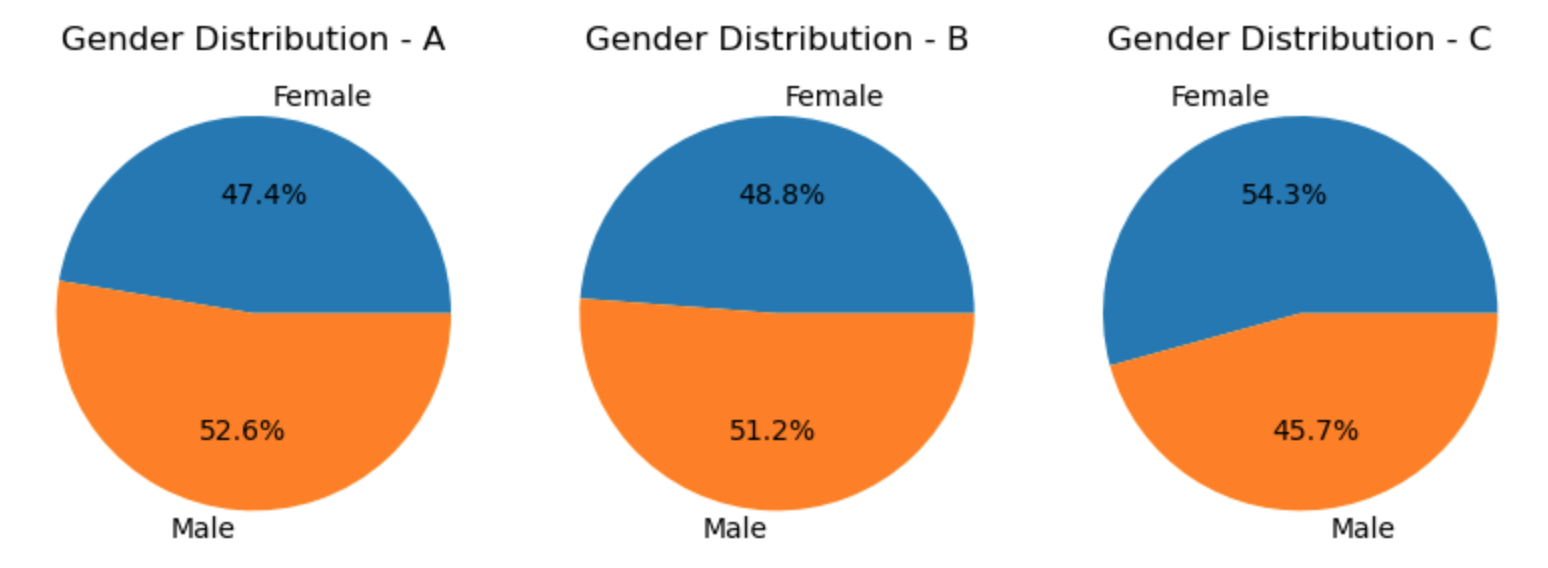 Gender Distribution - A
Female
47.4%
52.6%
Male
Gender Distribution - B
Female
48.8%
51.2%
Male
Gender Distribution - C
Female
54.3%
45.7%
Male